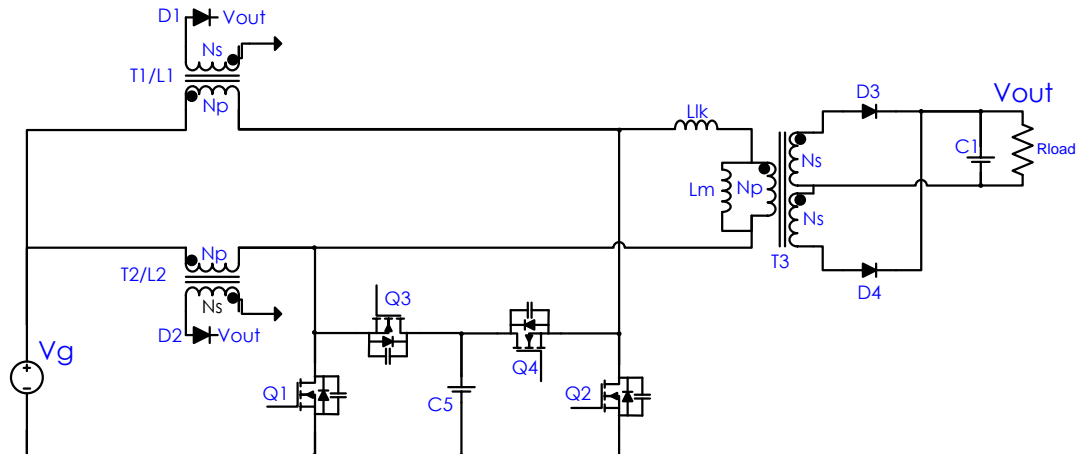 D1
Vout
Ns
T1/L1
Np
Llk
D3
Vout
C1
Rload
Ns
Lm
Np
Ns
T3
D4
Np
T2/L2
Ns
D2
Vout
Q3
Q4
Vg
+
-
Q1
C5
Q2